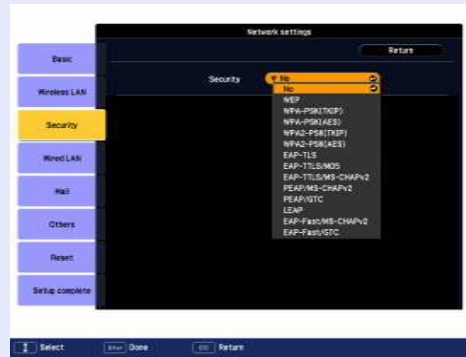 Network settings
Return
Basic
Security
No
No
Wireless LAN
WEP
WPA-PSK(TKIP)
WPA-PSK(AES)
Security
WPA2-PSK(TKIP)
WPA2-PSK(AES)
EAP-TLS
Wired LAN
EAP-TTLS/MD5
EAP-TTLS/MS-CHAPv2
PEAP/MS-CHAPv2
Mail
PEAP/GTC
LEAP
EAP-Fast/MS-CHAPv2
Others
EAP-Fast/GTC
Reset
Setup complete
Select
Enter
Done
ESC
Return